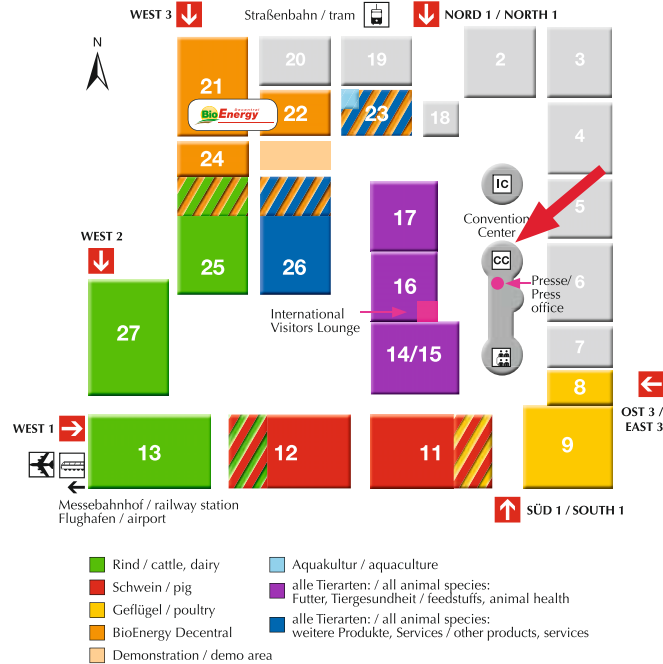 WEST 3
Straßenbahn / tram
NORD 1 / NORTH 1
N
21
20
19
2
3
BioEnergy
Decentral
22
23
18
4
24
IC
Convention
Center
5
17
WEST 2
25
26
CC
16
Presse/
Press
office
6
International
Visitors Lounge
27
14/15
7
8
OST 3 /
EAST 3
WEST 1
13
12
11
9
Messebahnhof / railway station
Flughafen / airport
SÜD 1 / SOUTH 1
Rind / cattle, dairy
Schwein / pig
Geflügel / poultry
BioEnergy Decentral
Demonstration / demo area
Aquakultur / aquaculture
alle Tierarten: / all animal species:
Futter, Tiergesundheit / feedstuffs, animal health
alle Tierarten: / all animal species:
weitere Produkte, Services / other products, services